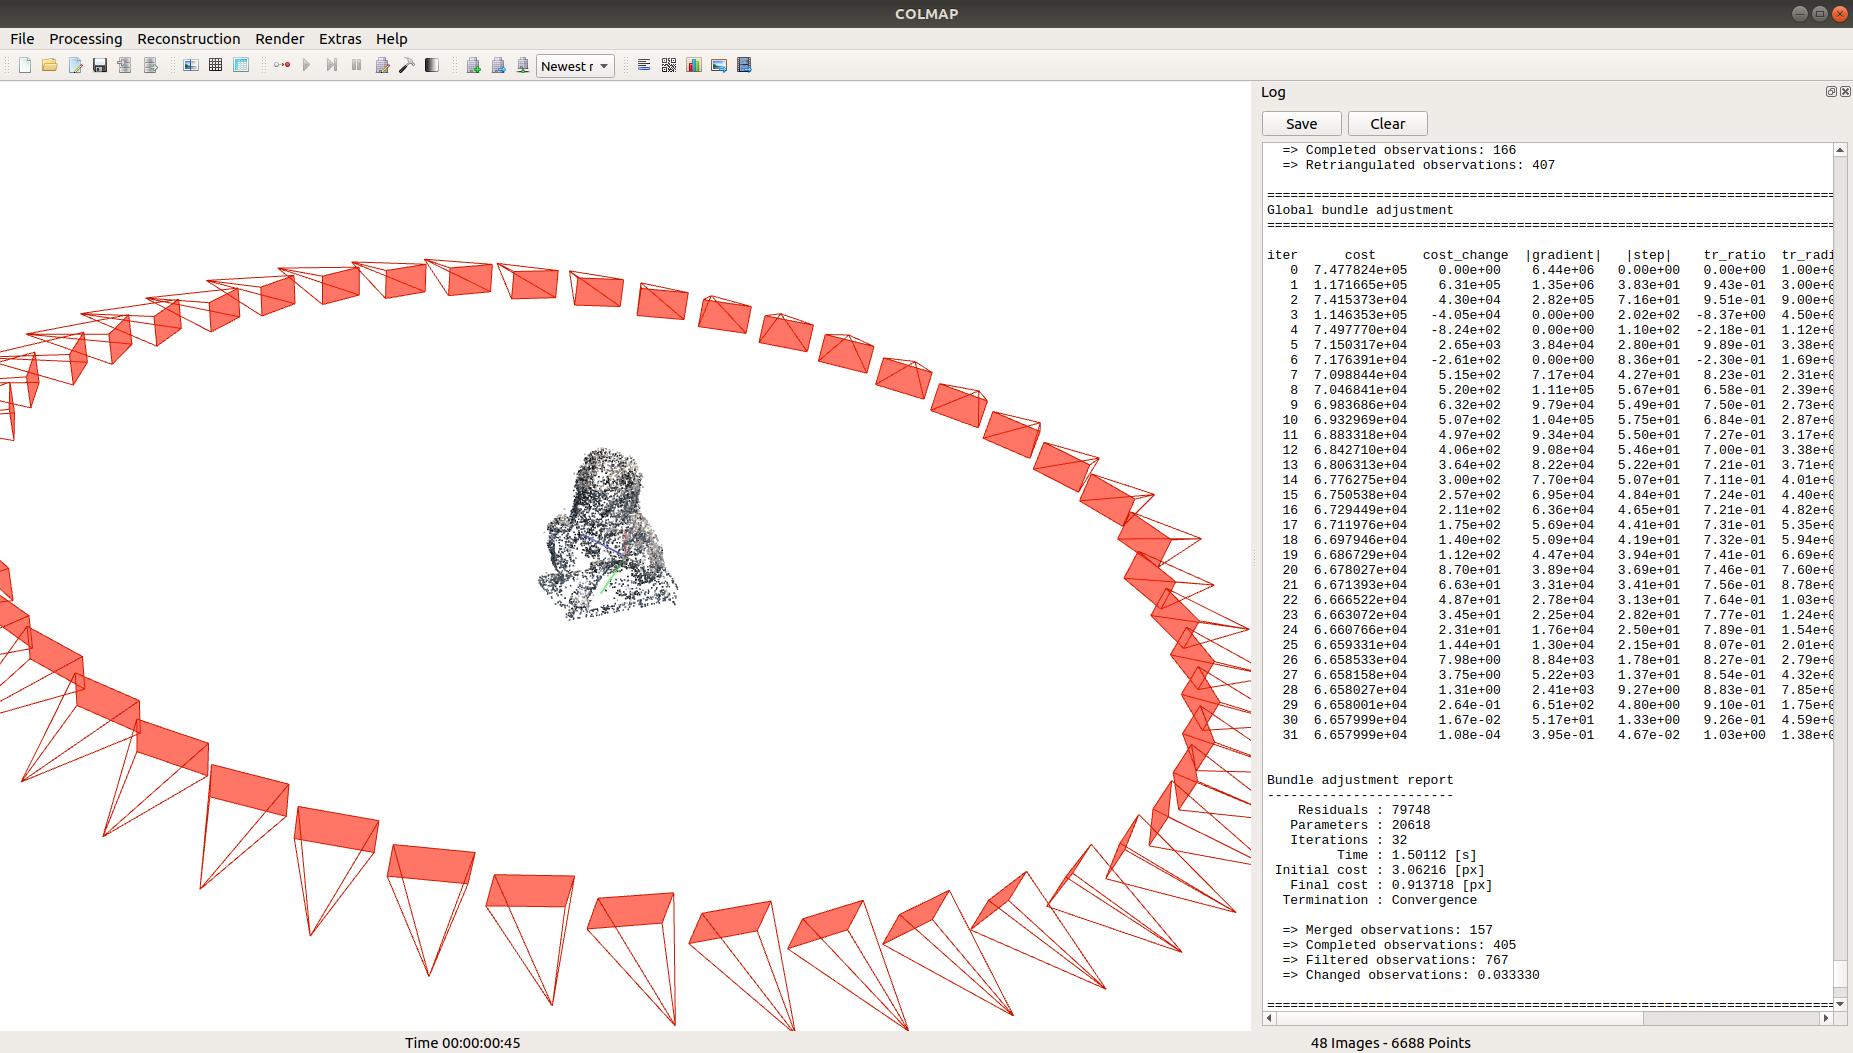 COLMAP
File Processing Reconstruction Render Extras Help
Newest r
Log
Save Clear
=> Completed observations: 166
=> Retriangulated observations: 407
==========================================================================
Global bundle adjustment
==========================================================================
iter cost cost_change |gradient| |step| tr_ratio tr_radi
0 7.477824e+05 0.00e+00 6.44e+06 0.00e+00 0.00e+00 1.00e+0
1 1.171665e+05 6.31e+05 1.35e+06 3.83e+01 9.43e-01 3.00e+0
2 7.415373e+04 4.30e+04 2.82e+05 7.16e+01 9.51e-01 9.00e+0
3 1.146353e+05 -4.05e+04 0.00e+00 2.02e+02 -8.37e+00 4.50e+0
4 7.497770e+04 -8.24e+02 0.00e+00 1.10e+02 -2.18e-01 1.12e+0
5 7.150317e+04 2.65e+03 3.84e+04 2.80e+01 9.89e-01 3.38e+0
6 7.176391e+04 -2.61e+02 0.00e+00 8.36e+01 -2.30e-01 1.69e+0
7 7.098844e+04 5.15e+02 7.17e+04 4.27e+01 8.23e-01 2.31e+0
8 7.046841e+04 5.20e+02 1.11e+05 5.67e+01 6.58e-01 2.39e+0
9 6.983686e+04 6.32e+02 9.79e+04 5.49e+01 7.50e-01 2.73e+0
10 6.932969e+04 5.07e+02 1.04e+05 5.75e+01 6.84e-01 2.87e+0
11 6.883318e+04 4.97e+02 9.34e+04 5.50e+01 7.27e-01 3.17e+0
12 6.842710e+04 4.06e+02 9.08e+04 5.46e+01 7.00e-01 3.38e+0
13 6.806313e+04 3.64e+02 8.22e+04 5.22e+01 7.21e-01 3.71e+0
14 6.776275e+04 3.00e+02 7.70e+04 5.07e+01 7.11e-01 4.01e+0
15 6.750538e+04 2.57e+02 6.95e+04 4.84e+01 7.24e-01 4.40e+0
16 6.729449e+04 2.11e+02 6.36e+04 4.65e+01 7.21e-01 4.82e+0
17 6.711976e+04 1.75e+02 5.69e+04 4.41e+01 7.31e-01 5.35e+0
18 6.697946e+04 1.40e+02 5.09e+04 4.19e+01 7.32e-01 5.94e+0
19 6.686729e+04 1.12e+02 4.47e+04 3.94e+01 7.41e-01 6.69e+0
20 6.678027e+04 8.70e+01 3.89e+04 3.69e+01 7.46e-01 7.60e+0
21 6.671393e+04 6.63e+01 3.31e+04 3.41e+01 7.56e-01 8.78e+0
22 6.666522e+04 4.87e+01 2.78e+04 3.13e+01 7.64e-01 1.03e+0
23 6.663072e+04 3.45e+01 2.25e+04 2.82e+01 7.77e-01 1.24e+0
24 6.660766e+04 2.31e+01 1.76e+04 2.50e+01 7.89e-01 1.54e+0
25 6.659331e+04 1.44e+01 1.30e+04 2.15e+01 8.07e-01 2.01e+0
26 6.658533e+04 7.98e+00 8.84e+03 1.78e+01 8.27e-01 2.79e+0
27 6.658158e+04 3.75e+00 5.22e+03 1.37e+01 8.54e-01 4.32e+0
28 6.658027e+04 1.31e+00 2.41e+03 9.27e+00 8.83e-01 7.85e+0
29 6.658001e+04 2.64e-01 6.51e+02 4.80e+00 9.10e-01 1.75e+0
30 6.657999e+04 1.67e-02 5.17e+01 1.33e+00 9.26e-01 4.59e+0
31 6.657999e+04 1.08e-04 3.95e-01 4.67e-02 1.03e+00 1.38e+0
Bundle adjustment report
------------------------
Residuals : 79748
Parameters : 20618
Iterations : 32
Time : 1.50112 [s]
Initial cost : 3.06216 [px]
Final cost : 0.913718 [px]
Termination : Convergence
=> Merged observations: 157
=> Completed observations: 405
=> Filtered observations: 767
=> Changed observations: 0.033330
==========================================================================
Time 00:00:00:45
48 Images - 6688 Points